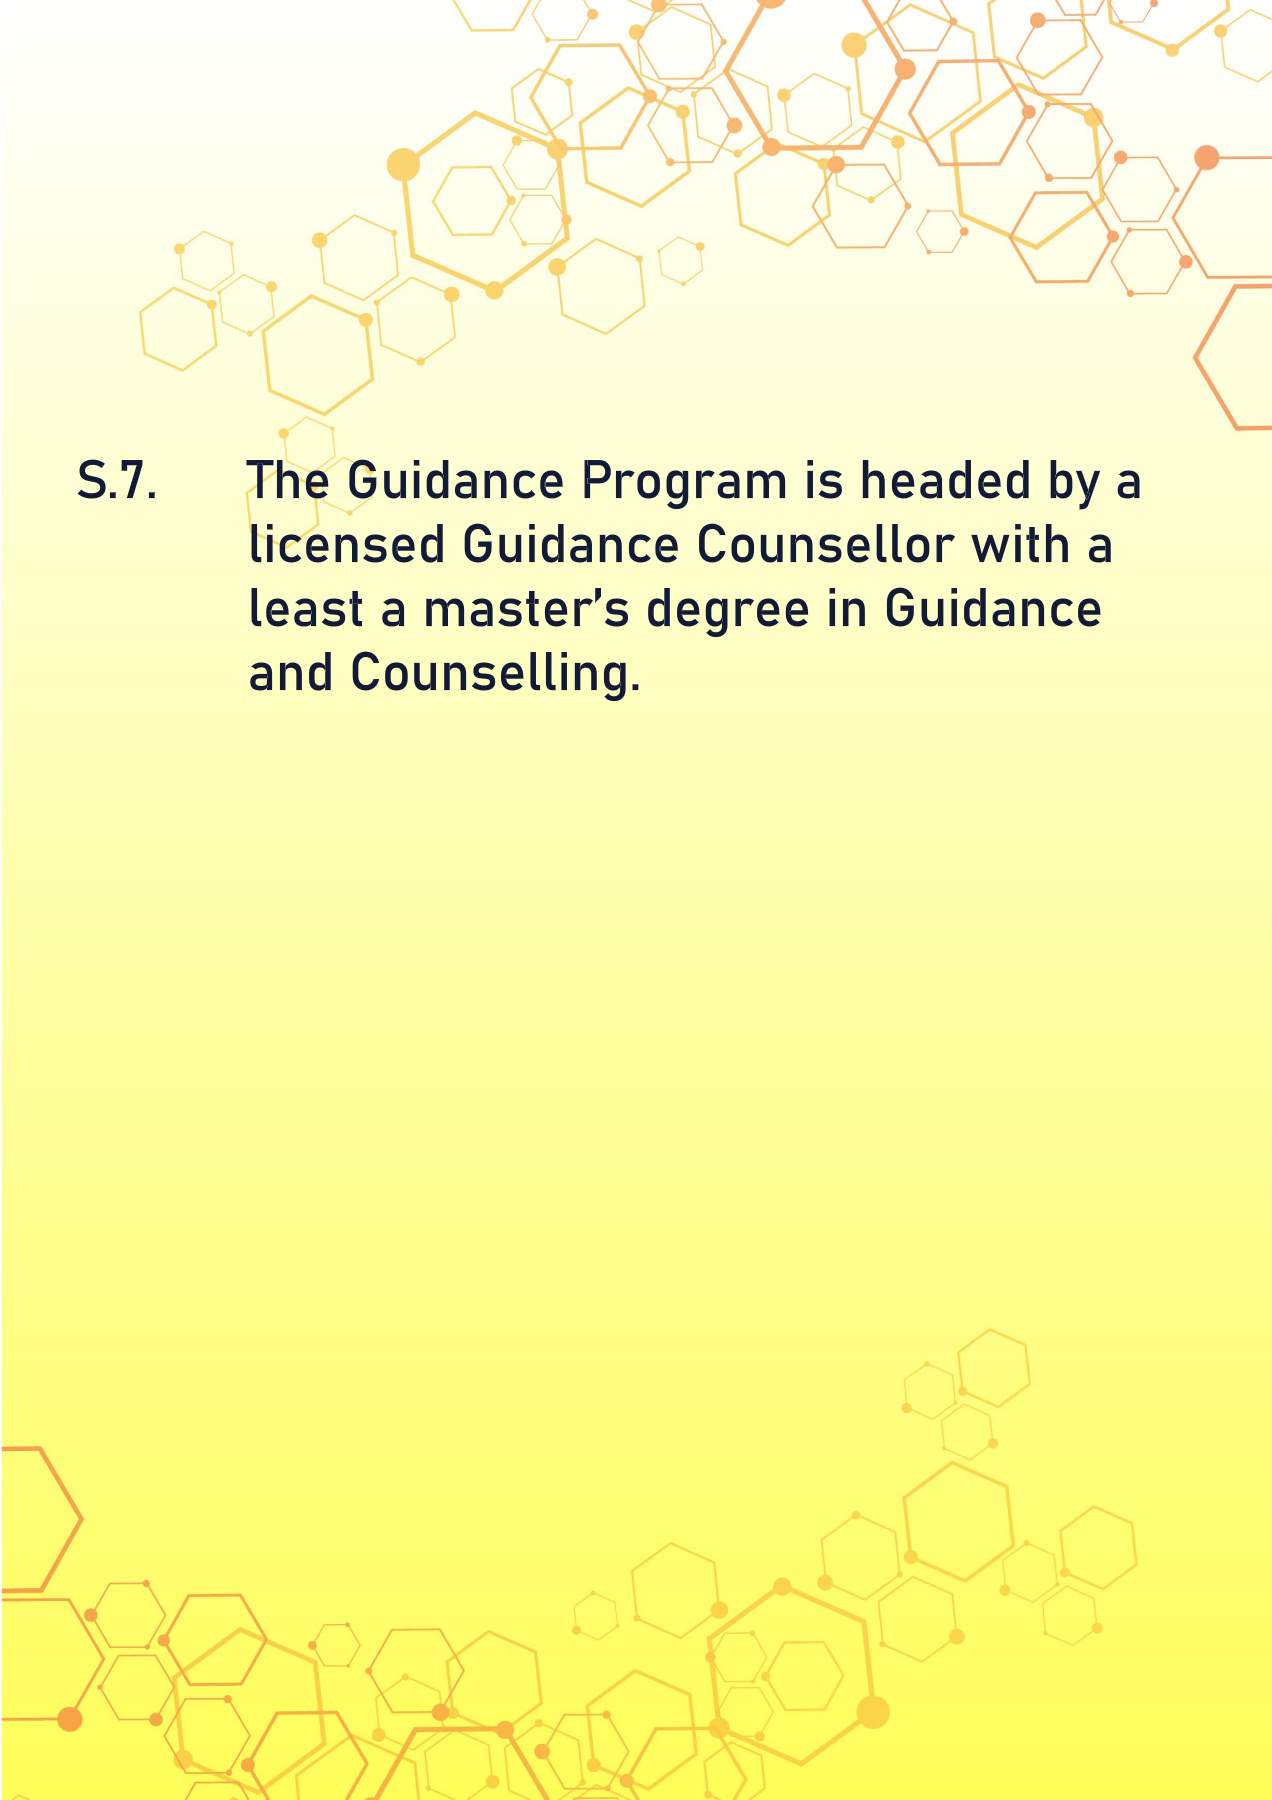 S.7. The Guidance Program is headed by a
licensed Guidance Counsellor with a
least a master's degree in Guidance
and Counselling.